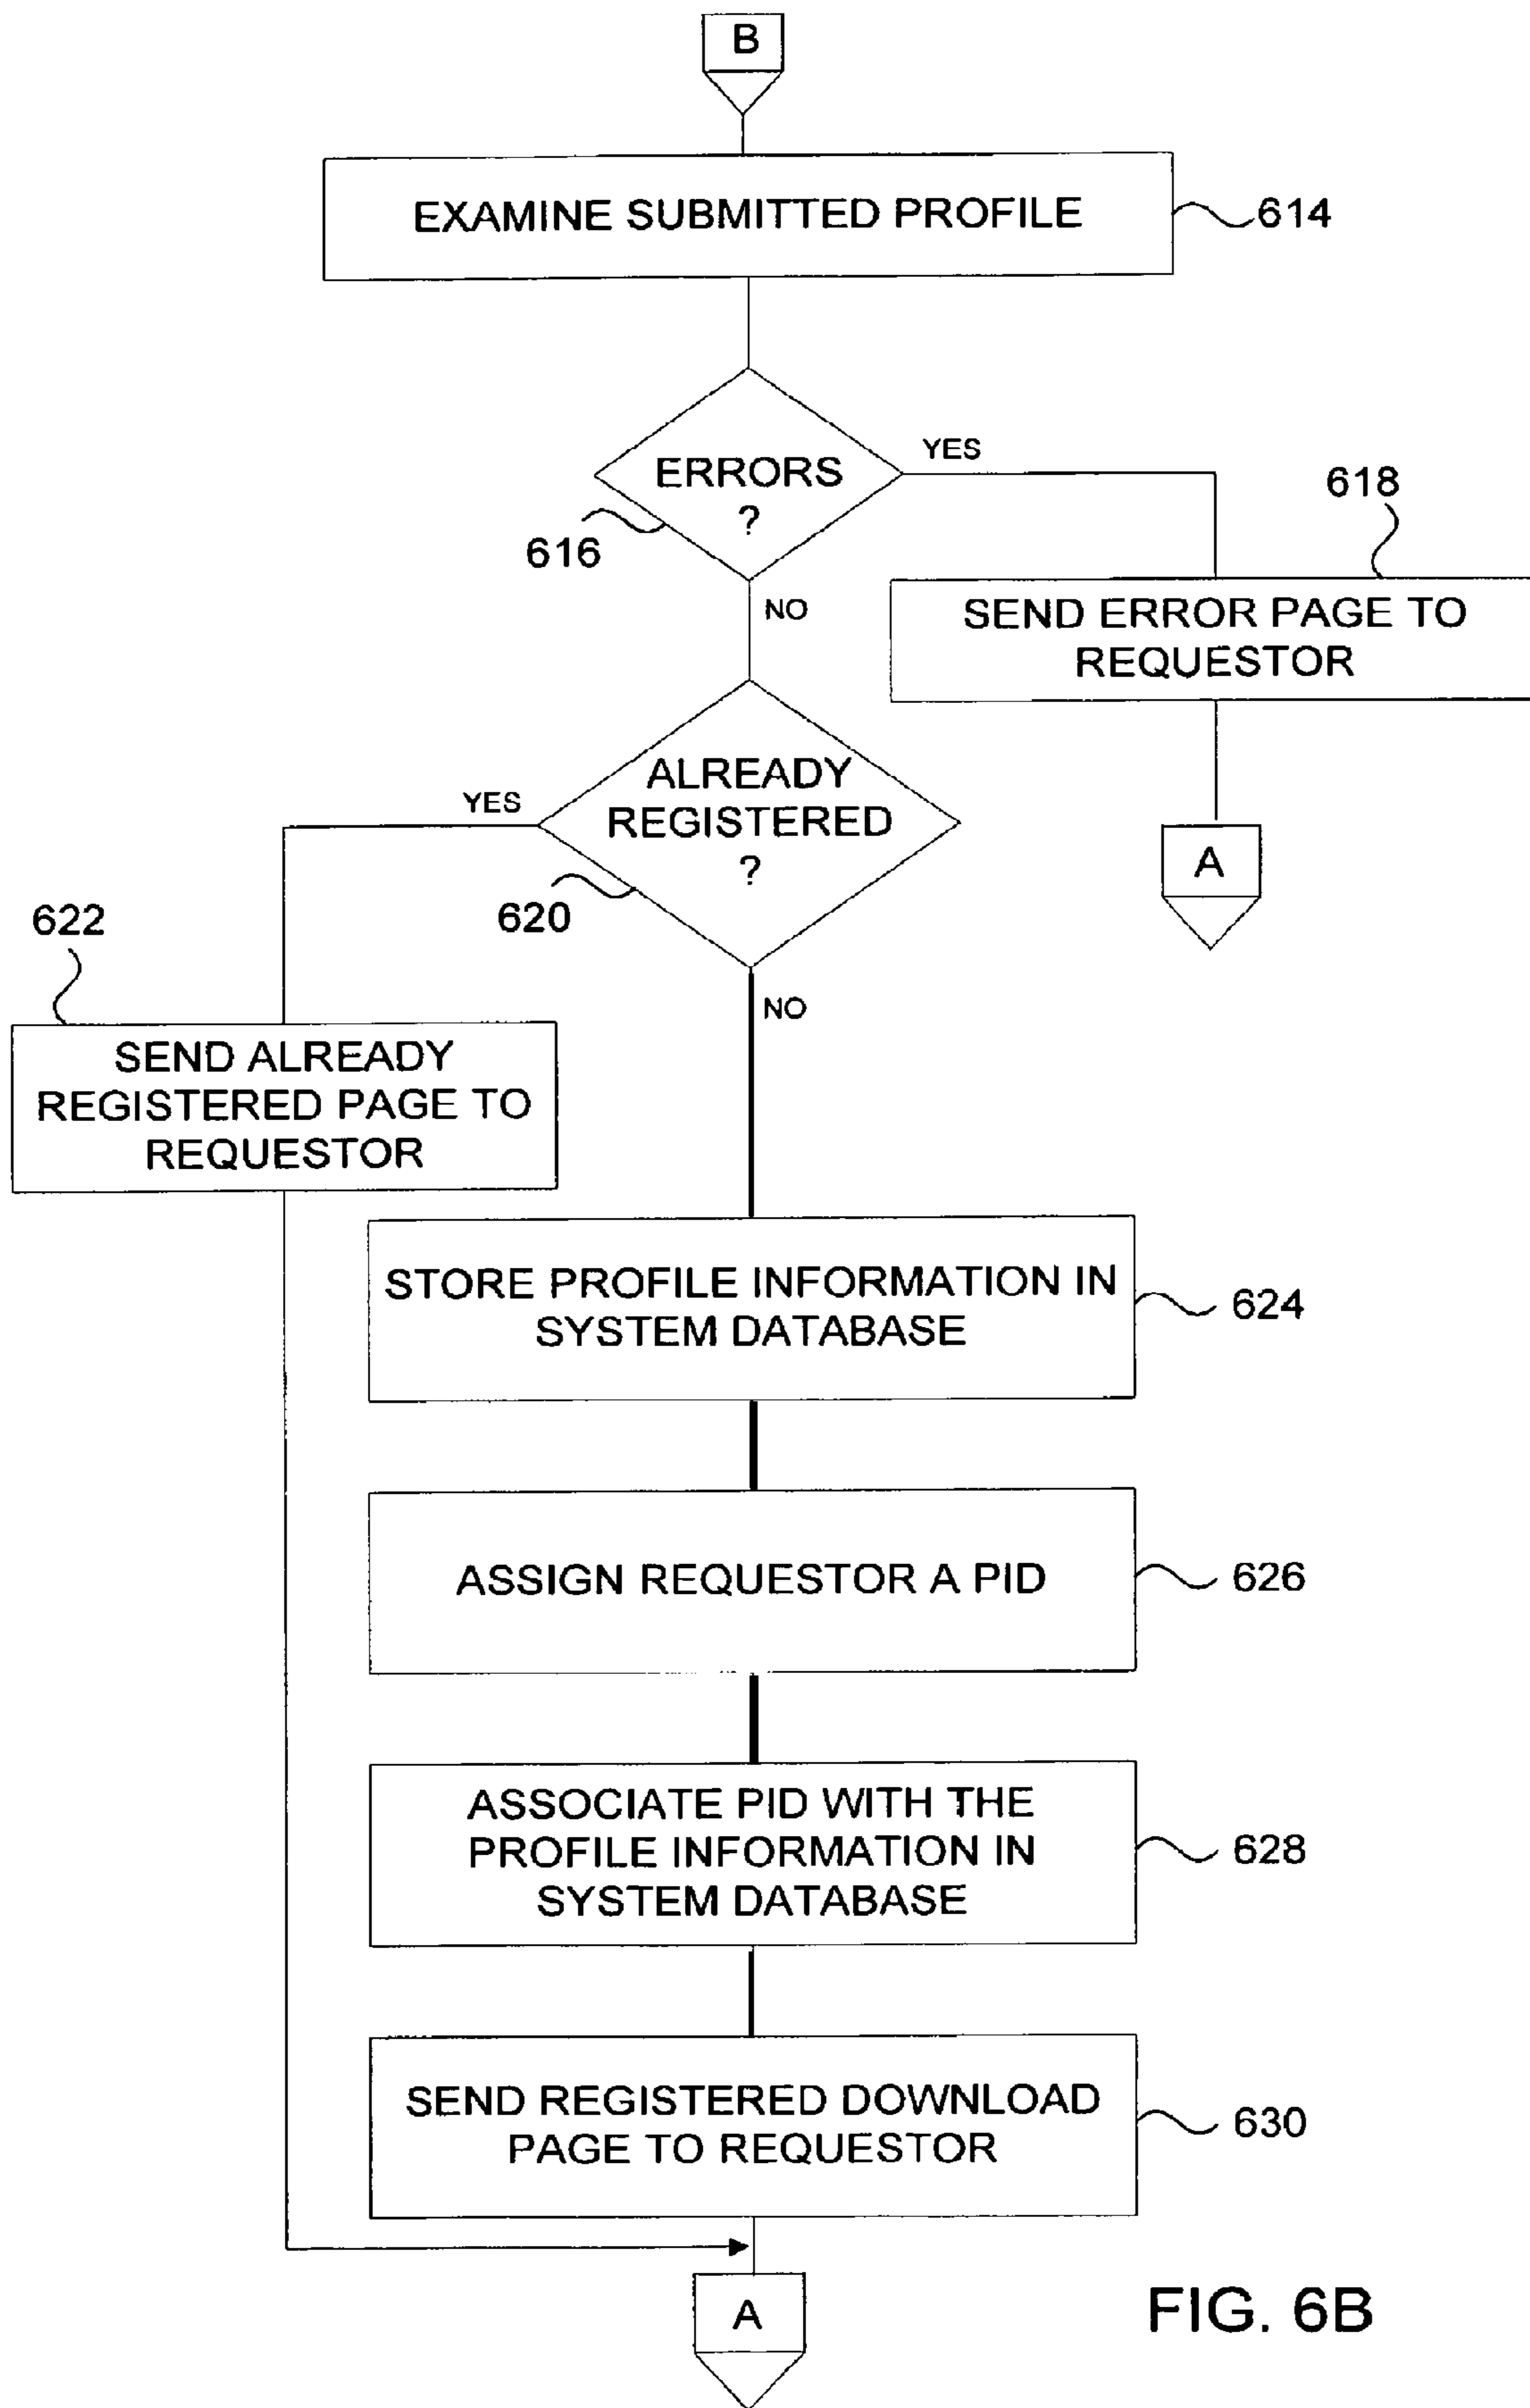 B
EXAMINE SUBMITTED PROFILE
614
ERRORS
?
616
YES
NO
618
SEND ERROR PAGE TO
REQUESTOR
A
ALREADY
REGISTERED
?
620
YES
NO
622
SEND ALREADY
REGISTERED PAGE TO
REQUESTOR
STORE PROFILE INFORMATION IN
SYSTEM DATABASE
624
ASSIGN REQUESTOR A PID
626
ASSOCIATE PID WITH THE
PROFILE INFORMATION IN
SYSTEM DATABASE
628
SEND REGISTERED DOWNLOAD
PAGE TO REQUESTOR
630
A
FIG. 6B